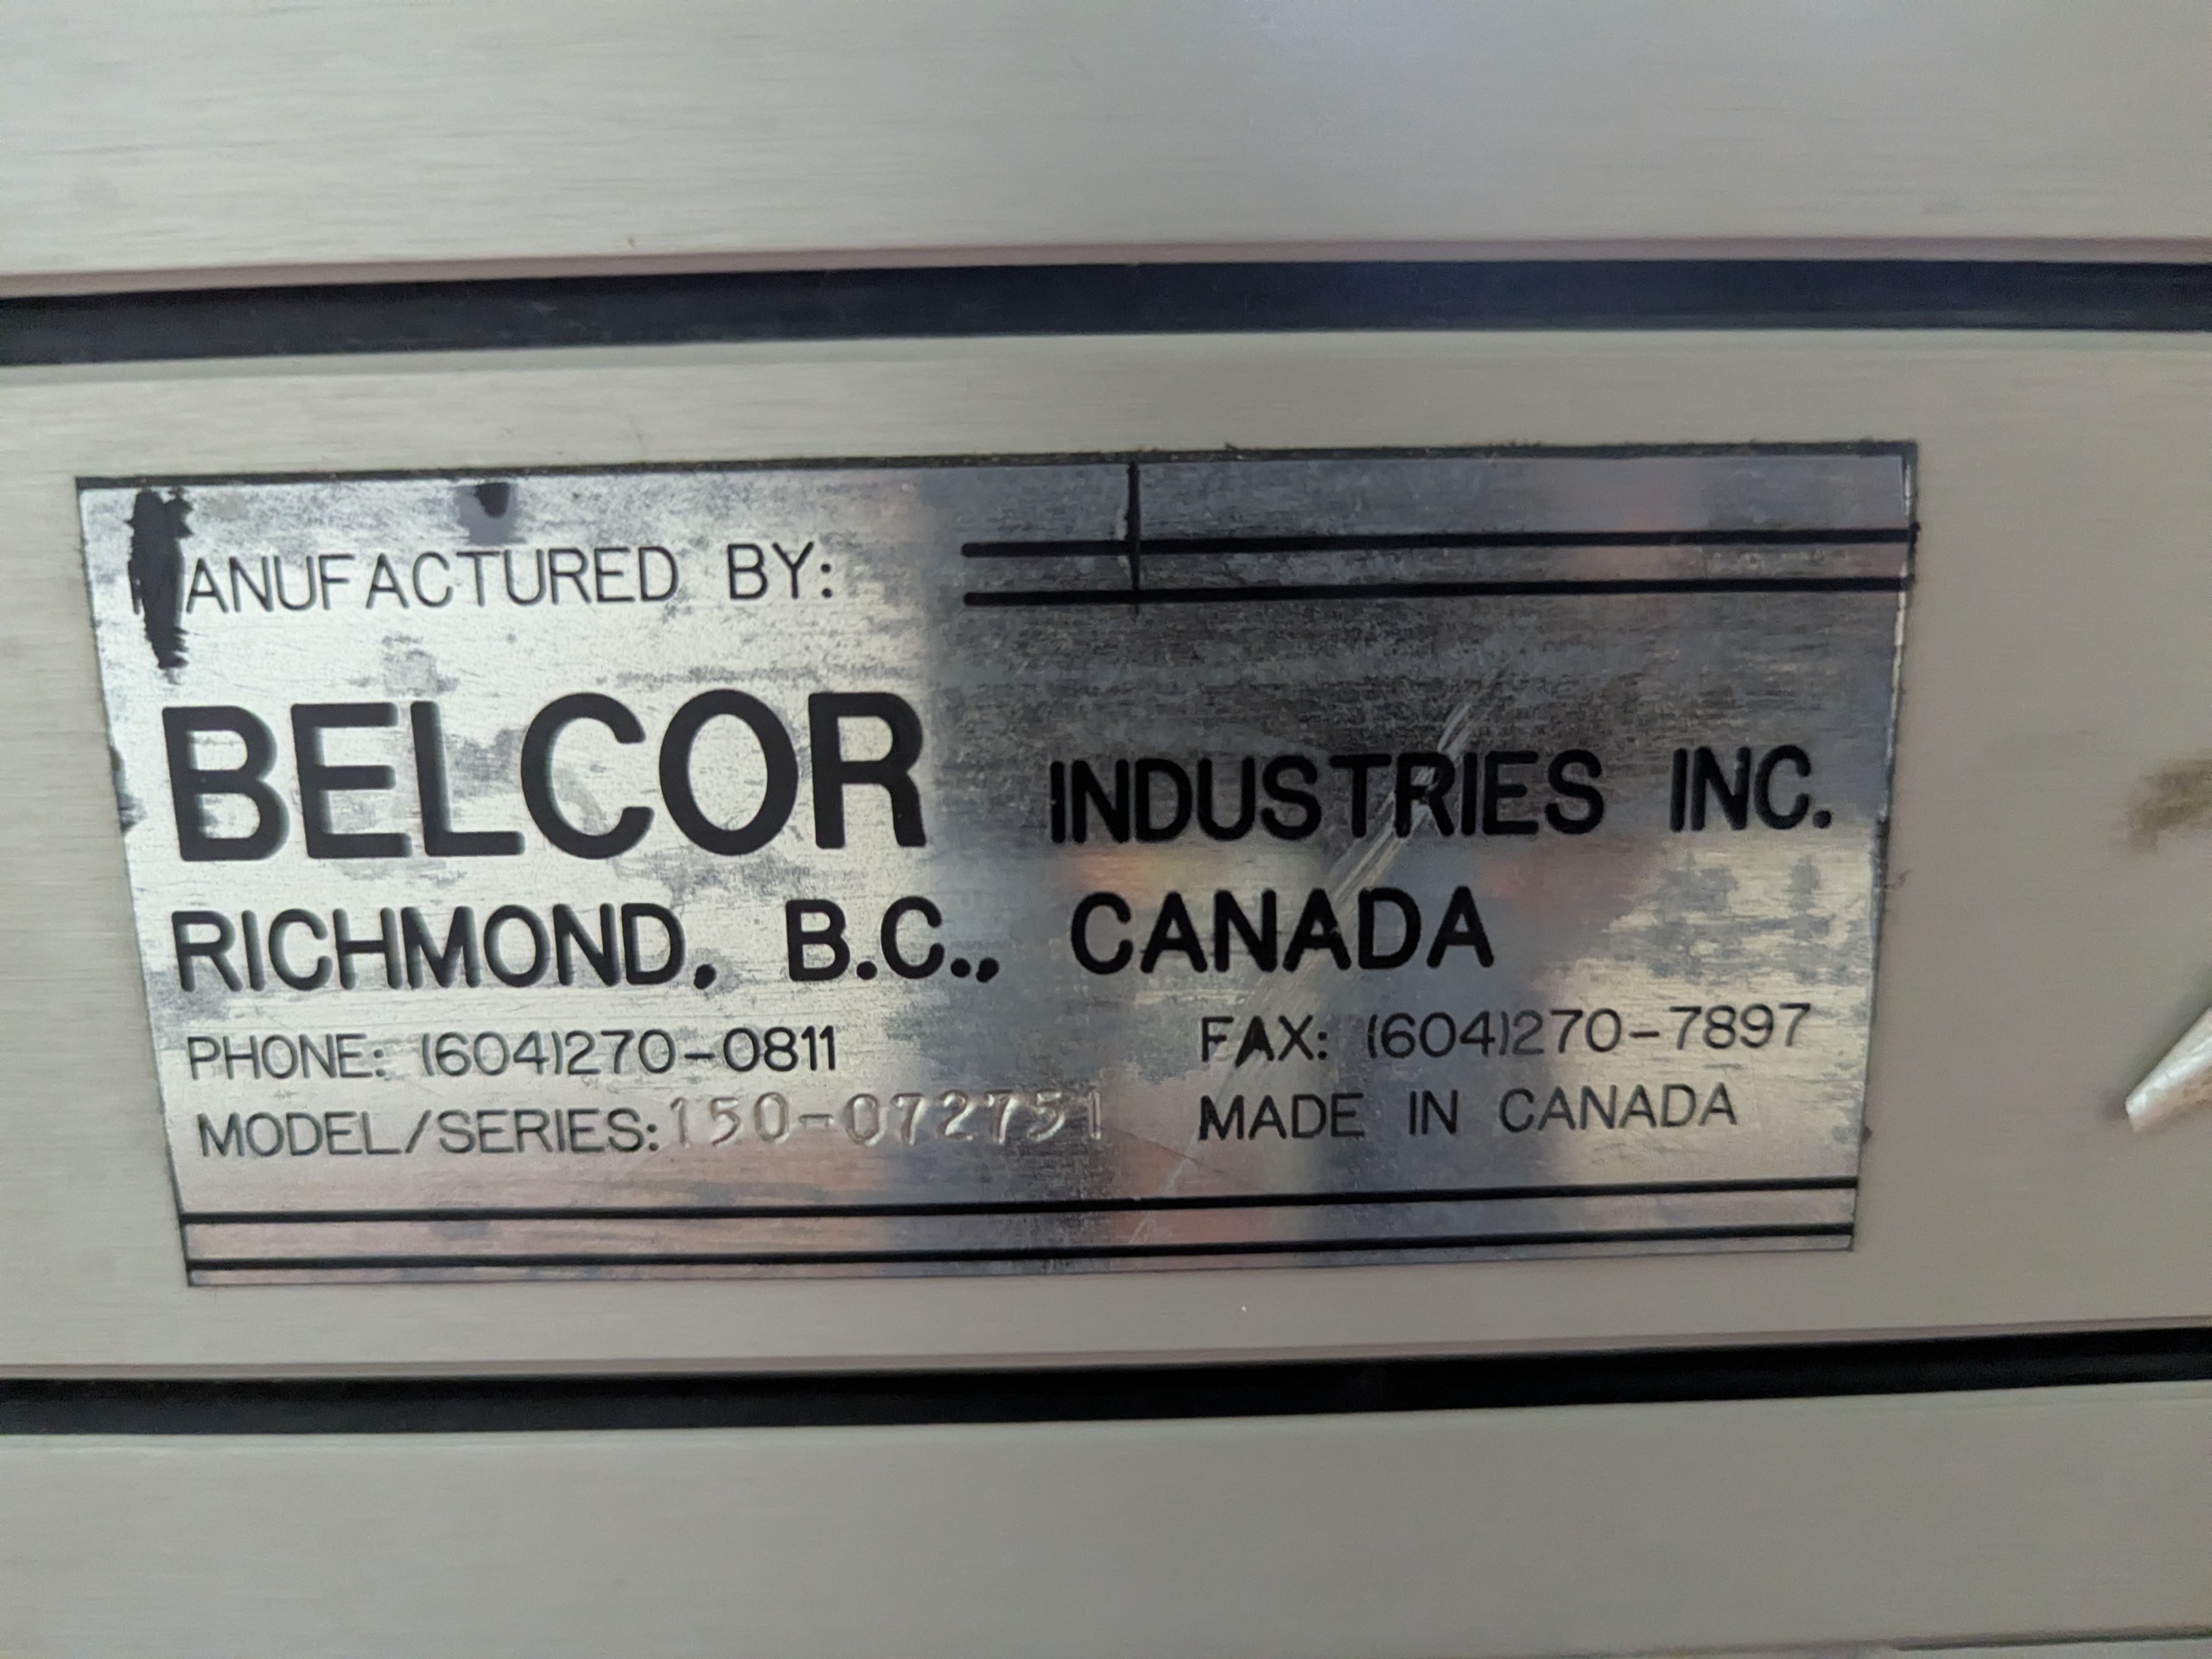 MANUFACTURED BY:
BELCOR INDUSTRIES INC.
RICHMOND, B.C., CANADA
PHONE: (604)270-0811 FAX: (604)270-7897
MODEL/SERIES: 150-072751 MADE IN CANADA